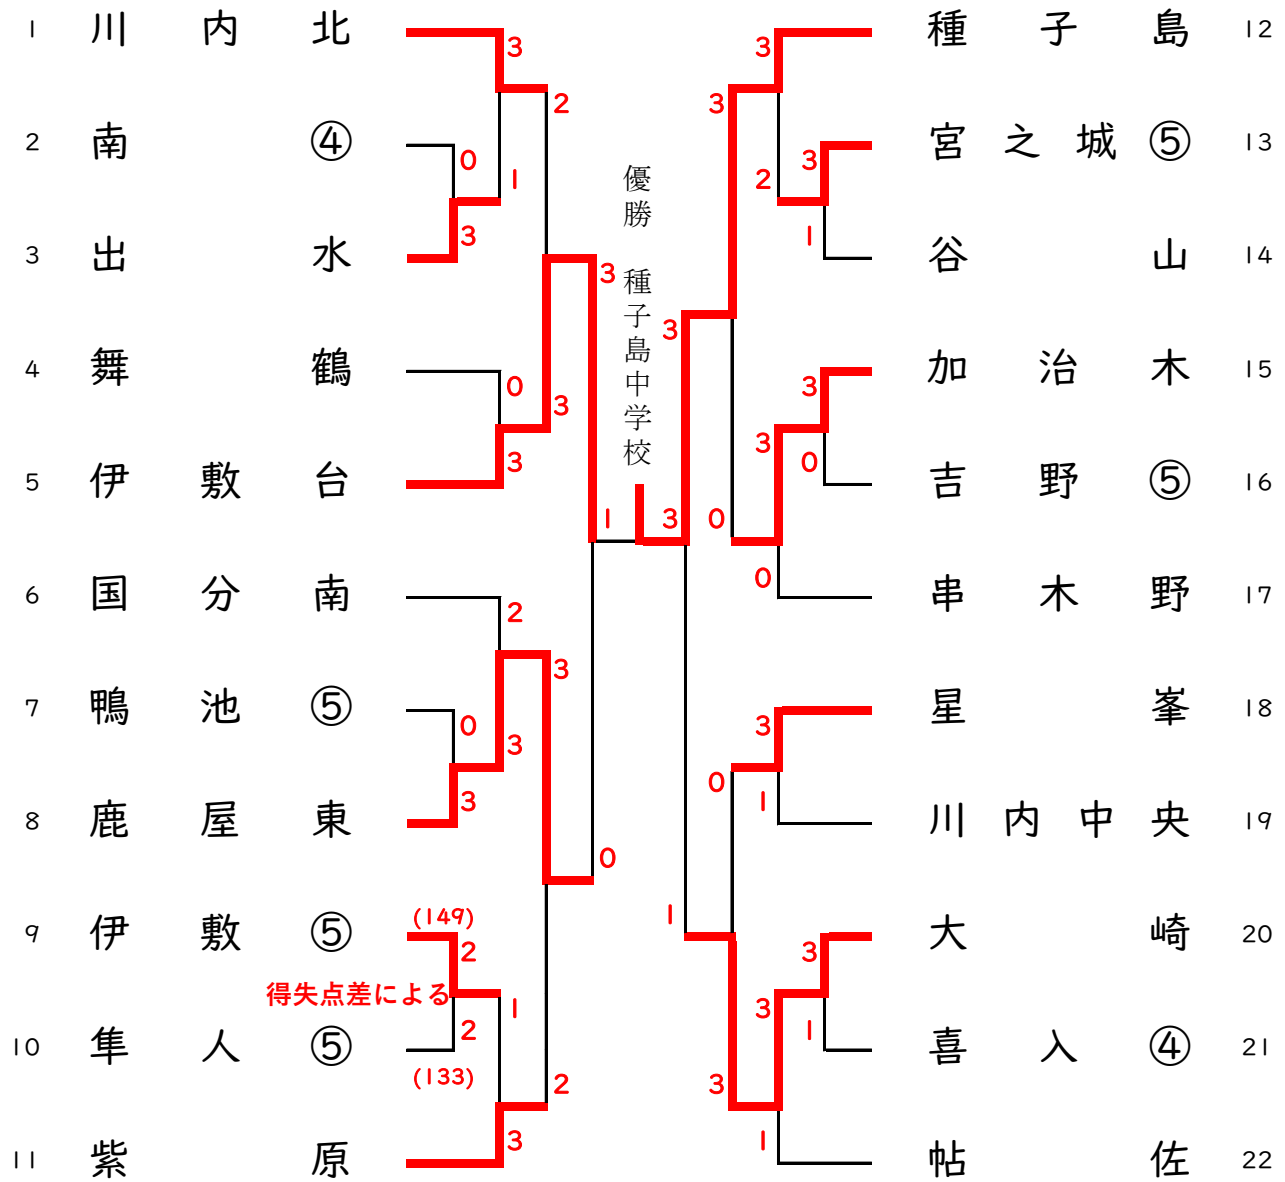 1 川内北
3
2
2 南 ④
0
1
3 出水
3
4 舞鶴
0
3
3
5 伊敷台
3
6 国分南
2
3
7 鴨池⑤
0
3
8 鹿屋東
3
0
9 伊敷⑤
(149)
2
得失点差による
1
10 隼人⑤
2
(133)
2
11 紫原
3
優勝 種子島中学校
1
3
種子島 12
3
3
宮之城⑤ 13
3
2
谷山 14
1
3
加治木 15
3
3
吉野⑤ 16
0
0
串木野 17
0
星峯 18
3
0
川内中央 19
1
1
大崎 20
3
3
喜入④ 21
1
3
帖佐 22
1